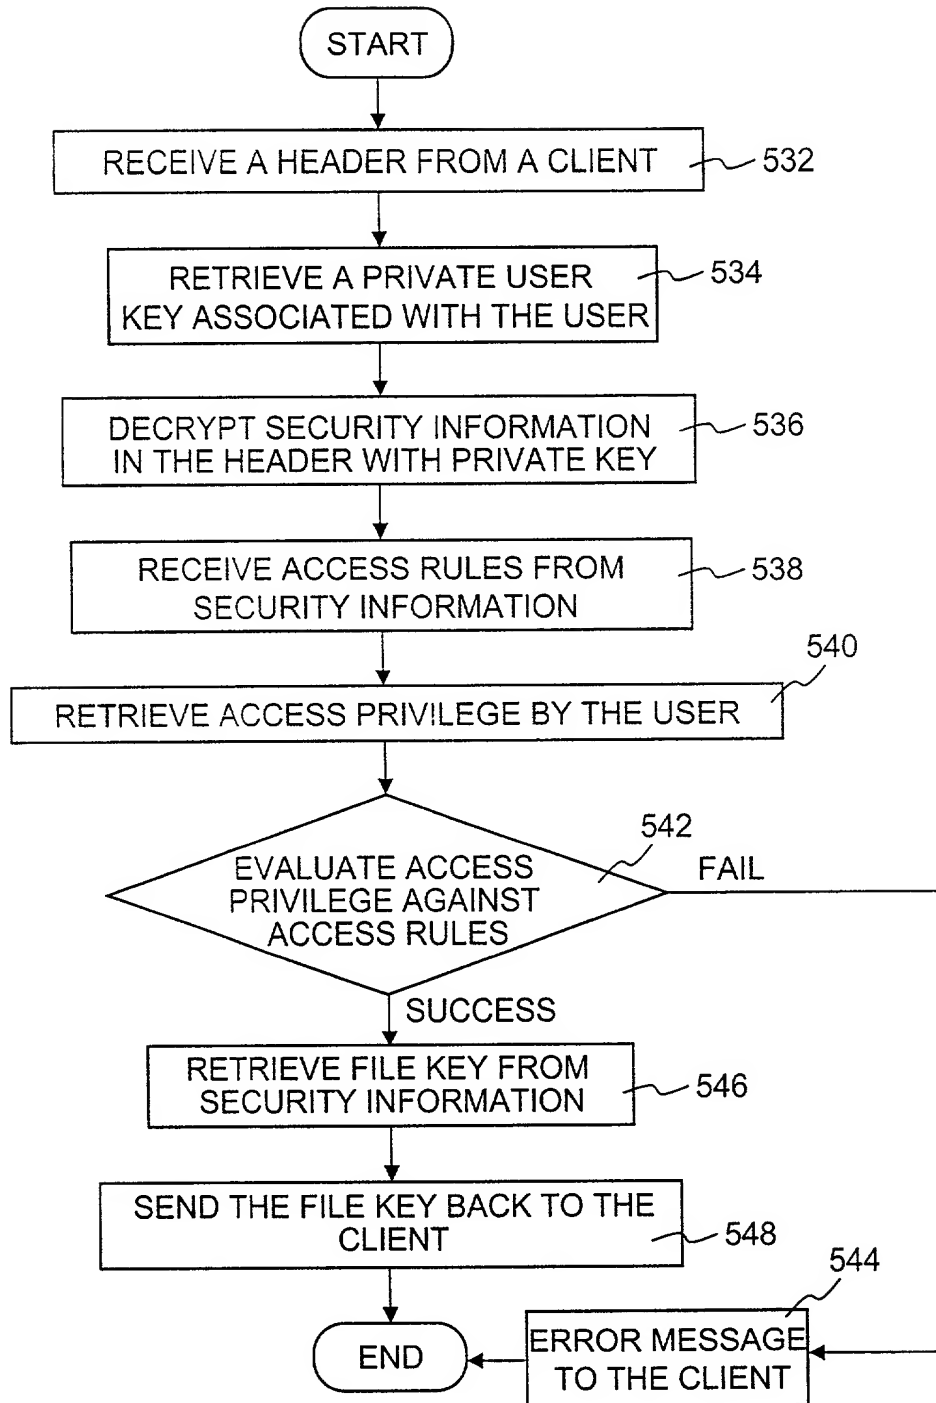 START
RECEIVE A HEADER FROM A CLIENT
532
RETRIEVE A PRIVATE USER
KEY ASSOCIATED WITH THE USER
534
DECRYPT SECURITY INFORMATION
IN THE HEADER WITH PRIVATE KEY
536
RECEIVE ACCESS RULES FROM
SECURITY INFORMATION
538
540
RETRIEVE ACCESS PRIVILEGE BY THE USER
542
EVALUATE ACCESS
PRIVILEGE AGAINST
ACCESS RULES
FAIL
SUCCESS
RETRIEVE FILE KEY FROM
SECURITY INFORMATION
546
SEND THE FILE KEY BACK TO THE
CLIENT
548
544
ERROR MESSAGE
TO THE CLIENT
END